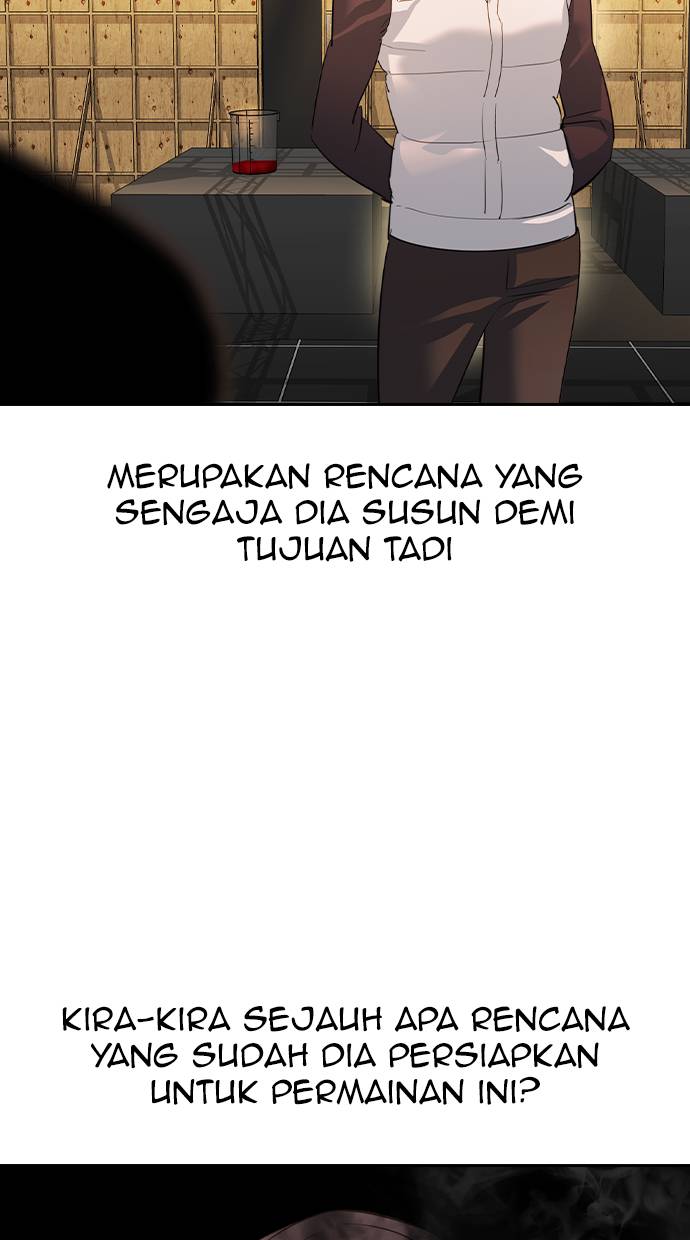 MERUPAKAN RENCANA YANG
SENGAJA DIA SUSUN DEMI
TUJUAN TADI
KIRA-KIRA SEJAUH APA RENCANA
YANG SUDAH DIA PERSIAPKAN
UNTUK PERMAINAN INI?